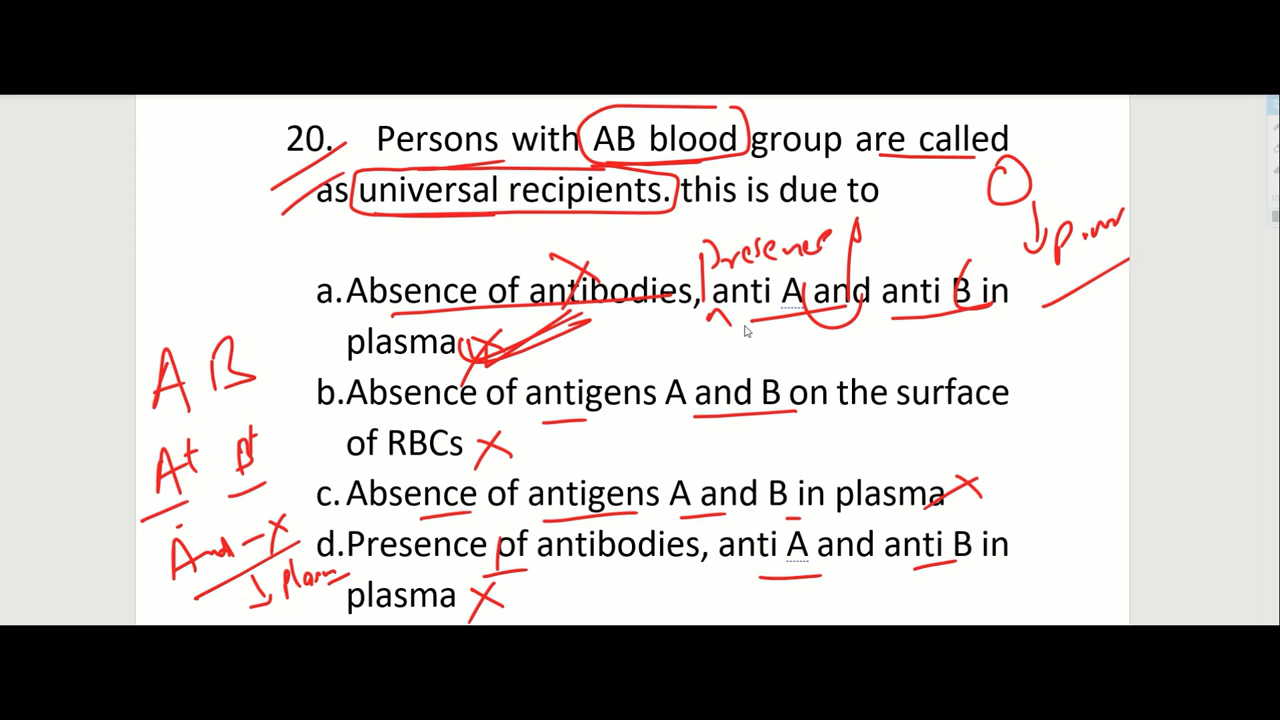 20. Persons with AB blood group are called
as universal recipients. this is due to
O
Presence
a. Absence of antibodies, anti A and anti B in
plasma
A B
b. Absence of antigens A and B on the surface
of RBCs
A+ B+
c. Absence of antigens A and B in plasma
d. Presence of antibodies, anti A and anti B in
plasma